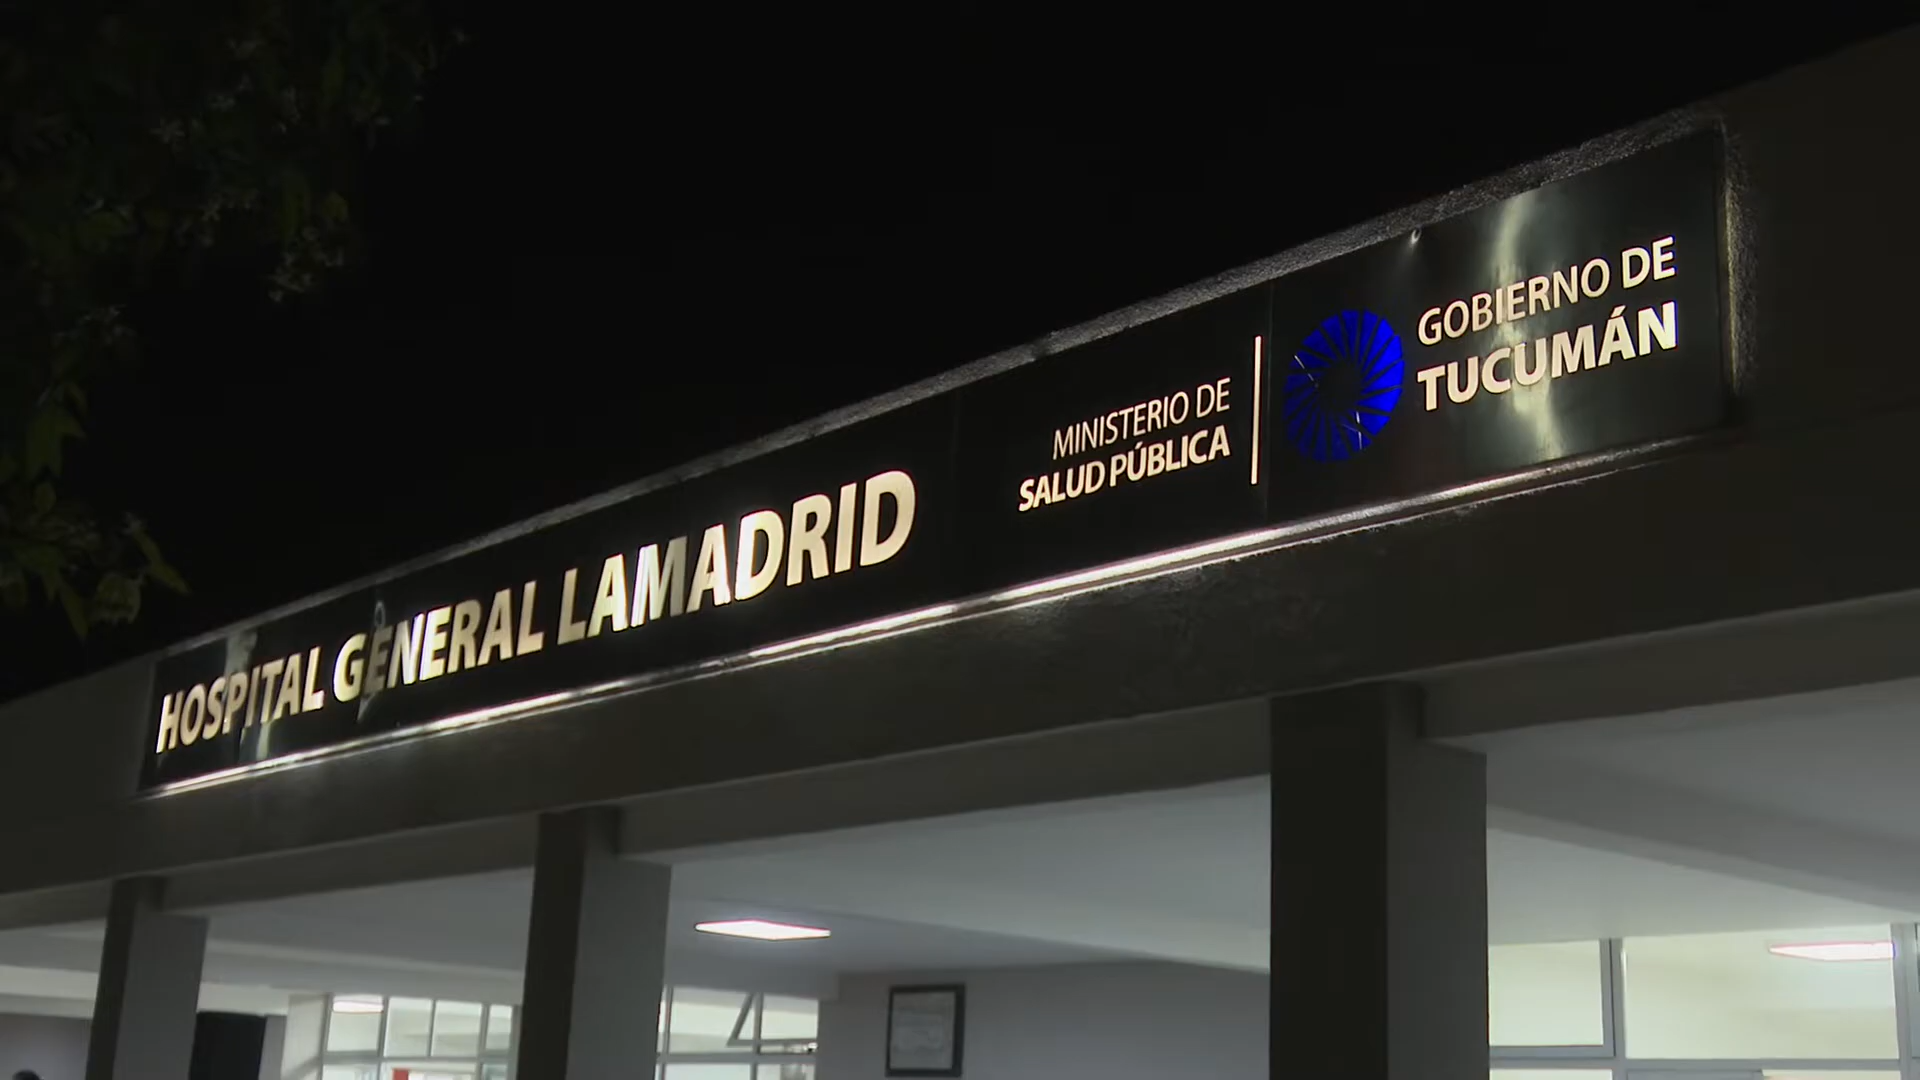 HOSPITAL GENERAL LAMADRID
MINISTERIO DE
SALUD PÚBLICA
GOBIERNO DE
TUCUMÁN